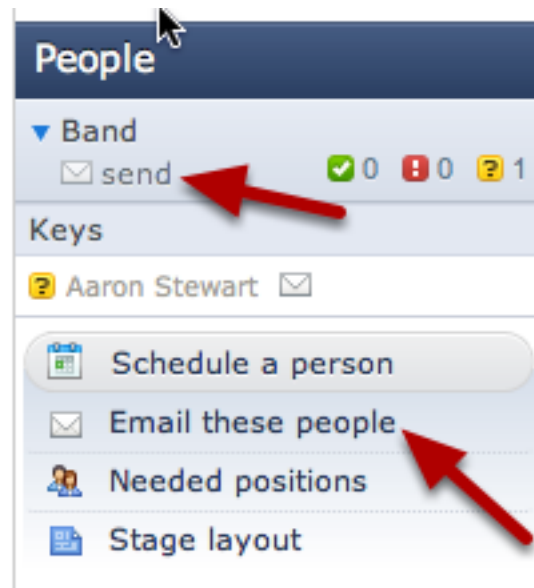 People
Band
send 0 0 1
Keys
Aaron Stewart
Schedule a person
Email these people
Needed positions
Stage layout